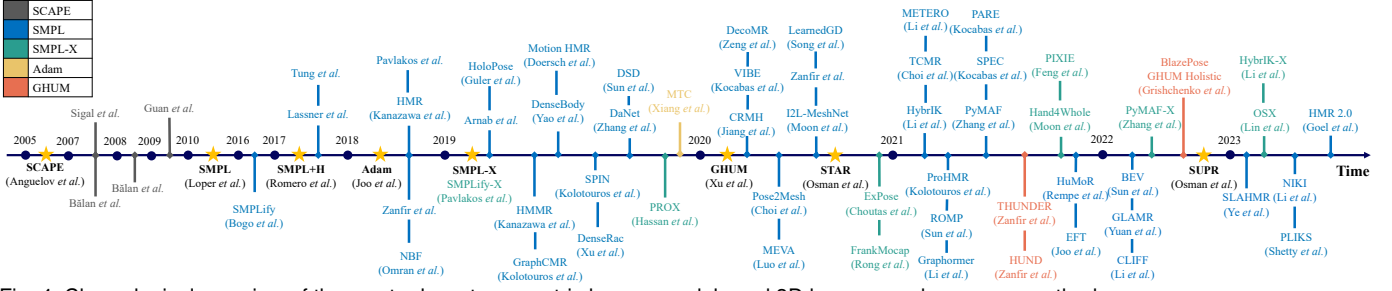 SCAPE
SMPL
SMPL-X
Adam
GHUM
Sigal et al.
Guan et al.
Tung et al.
Lassner et al.
Pavlakos et al.
HMR
(Kanazawa et al.)
HoloPose
(Guler et al.)
Arnab et al.
Motion HMR
(Doersch et al.)
DenseBody
(Yao et al.)
DSD
(Sun et al.)
DaNet
(Zhang et al.)
MTC
(Xiang et al.)
DecoMR
(Zeng et al.)
VIBE
(Kocabas et al.)
CRMH
(Jiang et al.)
LearnedGD
(Song et al.)
Zanfir et al.
I2L-MeshNet
(Moon et al.)
METERO
(Li et al.)
TCMR
(Choi et al.)
HybrIK
(Li et al.)
PARE
(Kocabas et al.)
SPEC
(Kocabas et al.)
PyMAF
(Zhang et al.)
PIXIE
(Feng et al.)
Hand4Whole
(Moon et al.)
PyMAF-X
(Zhang et al.)
BlazePose
GHUM Holistic
(Grishchenko et al.)
HybrIK-X
(Li et al.)
OSX
(Lin et al.)
HMR 2.0
(Goel et al.)
2005 2007 2008 2009 2010 2016 2017 2018 2019 2020 2021 2022 2023
Time
SCAPE
(Anguelov et al.)
Bălan et al.
Bălan et al.
SMPL
(Loper et al.)
SMPLify
(Bogo et al.)
SMPL+H
(Romero et al.)
Adam
(Joo et al.)
Zanfir et al.
NBF
(Omran et al.)
SMPL-X
SMPLify-X
(Pavlakos et al.)
HMMR
(Kanazawa et al.)
GraphCMR
(Kolotouros et al.)
SPIN
(Kolotouros et al.)
DenseRac
(Xu et al.)
PROX
(Hassan et al.)
GHUM
(Xu et al.)
Pose2Mesh
(Choi et al.)
MEVA
(Luo et al.)
STAR
(Osman et al.)
ExPose
(Choutas et al.)
FrankMocap
(Rong et al.)
ProHMR
(Kolotouros et al.)
ROMP
(Sun et al.)
Graphormer
(Li et al.)
THUNDER
(Zanfir et al.)
HUND
(Zanfir et al.)
HuMoR
(Rempe et al.)
EFT
(Joo et al.)
BEV
(Sun et al.)
GLAMR
(Yuan et al.)
CLIFF
(Li et al.)
SUPR
(Osman et al.)
SLAHMR
(Ye et al.)
NIKI
(Li et al.)
PLIKS
(Shetty et al.)